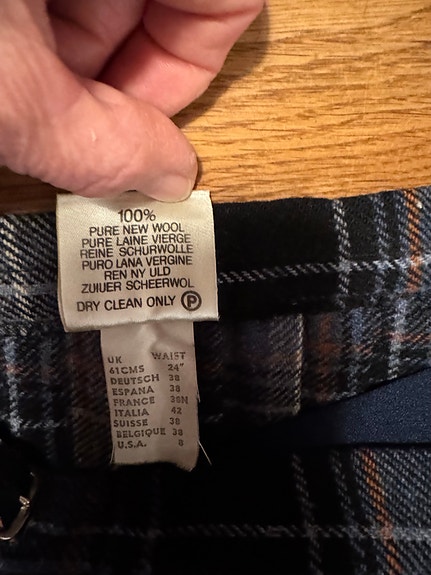 100%
PURE NEW WOOL
PURE LAINE VIERGE
REINE SCHURWOLLE
PURO LANA VERGINE
REN NY ULD
ZUIUER SCHEERWOL
DRY CLEAN ONLY P
UK WAIST
61CMS 24"
DEUTSCH 38
ESPANA 38
FRANCE 38N
ITALIA 42
SUISSE 38
BELGIQUE 38
U.S.A. 8